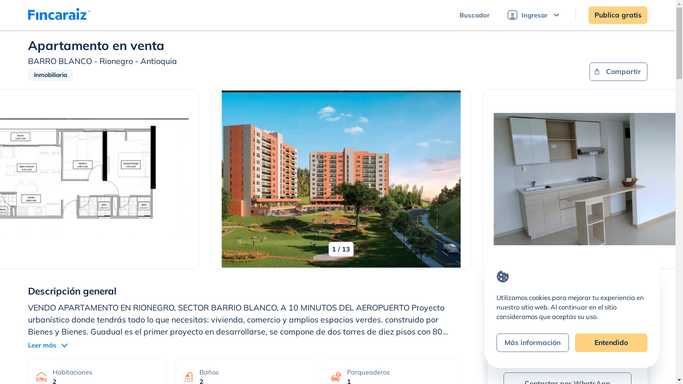 Fincaraiz
Buscador
Ingresar
Publica gratis
Apartamento en venta
BARRO BLANCO - Rionegro - Antioquia
Inmobiliaria
Compartir
1 / 13
Descripción general
VENDO APARTAMENTO EN RIONEGRO, SECTOR BARRIO BLANCO, A 10 MINUTOS DEL AEROPUERTO Proyecto
urbanístico donde tendrás todo lo que necesitas: vivienda, comercio y amplios espacios verdes, construido por
Bienes y Bienes. Guadual es el primer proyecto en desarrollarse, se compone de dos torres de diez pisos con 80...
Leer más
Habitaciones
2
Baños
2
Parqueaderos
1
Utilizamos cookies para mejorar tu experiencia en
nuestro sitio web. Al continuar en el sitio
consideramos que aceptas su uso.
Más información
Entendido
Contactar por WhatsApp